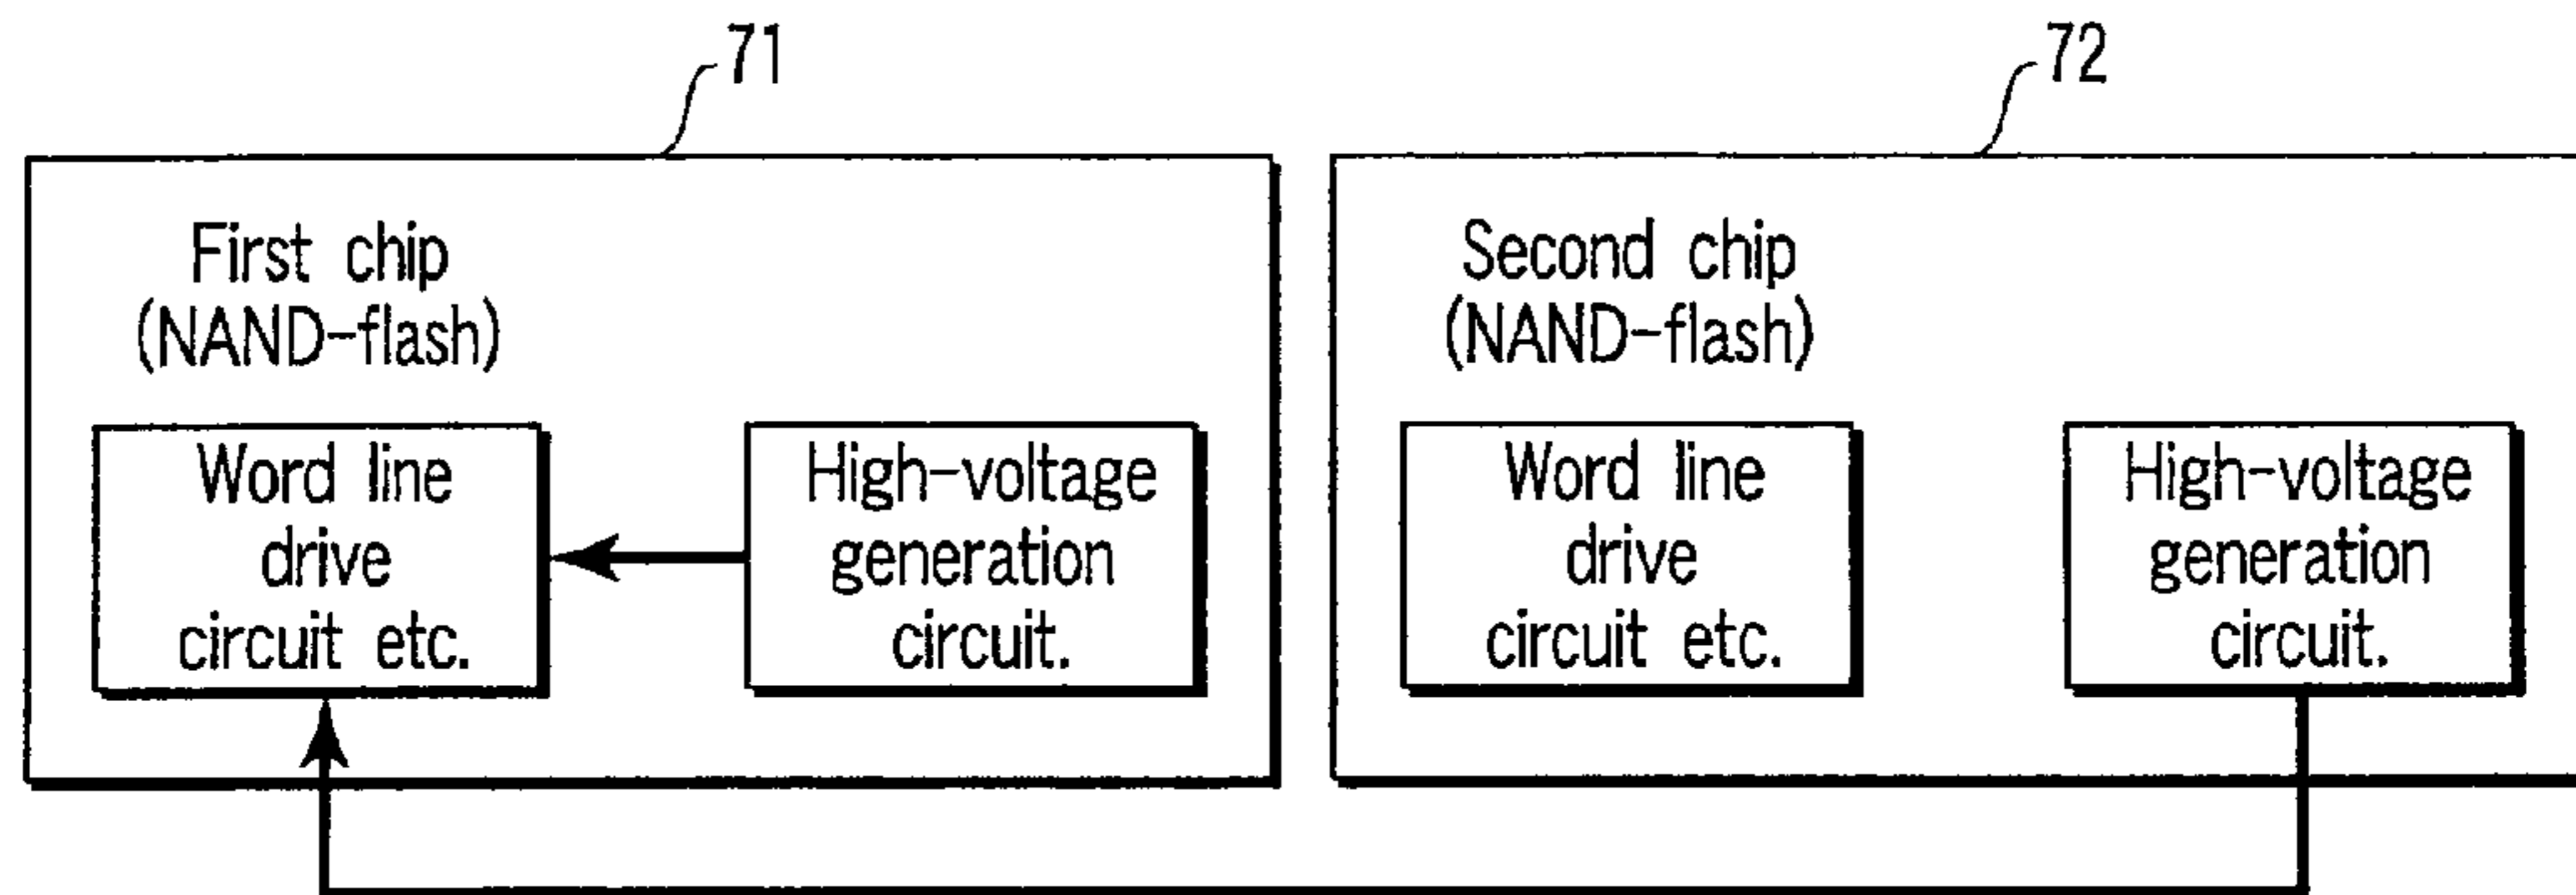 71
First chip
(NAND-flash)
Word line
drive
circuit etc.
High-voltage
generation
circuit.
72
Second chip
(NAND-flash)
Word line
drive
circuit etc.
High-voltage
generation
circuit.